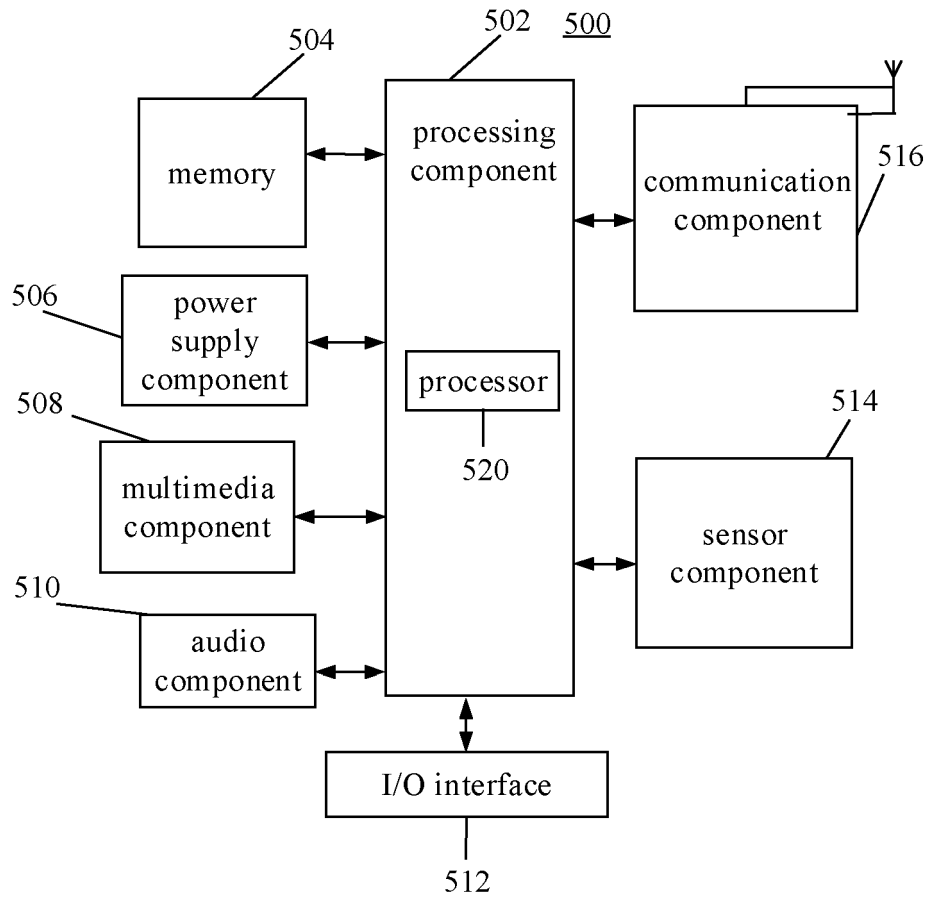 502
500
504
processing
component
memory
communication
component
516
506
power
supply
component
processor
520
508
multimedia
component
514
sensor
component
510
audio
component
I/O interface
512